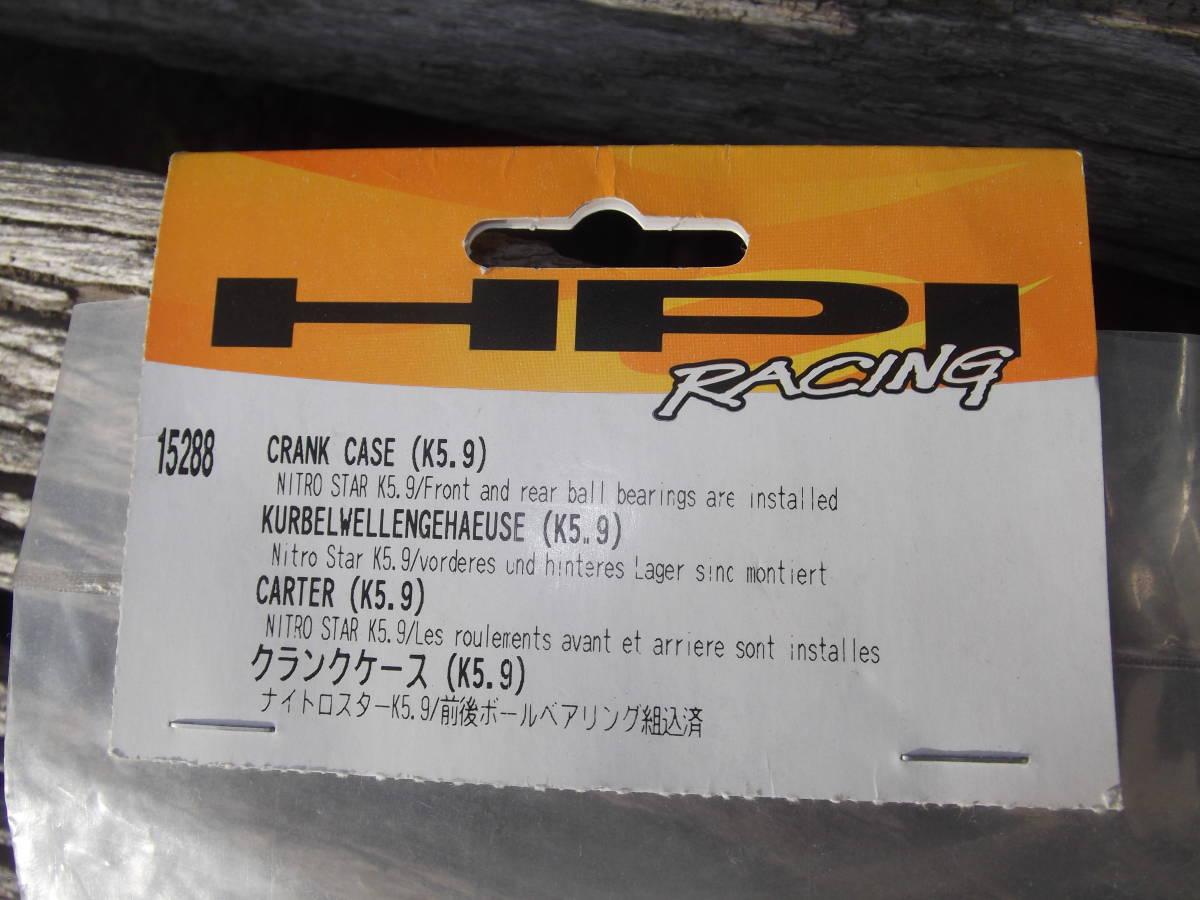 HPI
RACING
15288
CRANK CASE (K5.9)
NITRO STAR K5.9/Front and rear ball bearings are installed
KURBELWELLENGEHAEUSE (K5.9)
Nitro Star K5.9/vorderes und hinteres Lager sind montiert
CARTER (K5.9)
NITRO STAR K5.9/Les roulements avant et arriere sont installes
クランクケース (K5.9)
ナイトロスターK5.9/前後ボールベアリング組込済